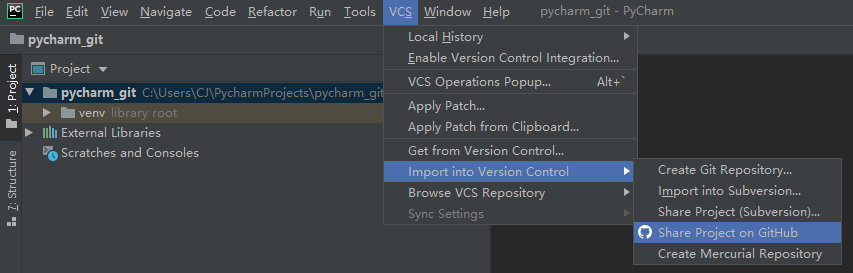 PC File Edit View Navigate Code Refactor Run Tools VCS Window Help pycharm_git - PyCharm
pycharm_git
1: Project
Project
pycharm_git C:\Users\CJ\PycharmProjects\pycharm_git
venv library root
External Libraries
Scratches and Consoles
7: Structure
Local History
Enable Version Control Integration...
VCS Operations Popup... Alt+`
Apply Patch...
Apply Patch from Clipboard...
Get from Version Control...
Import into Version Control
Browse VCS Repository
Sync Settings
Create Git Repository...
Import into Subversion...
Share Project (Subversion)...
Share Project on GitHub
Create Mercurial Repository